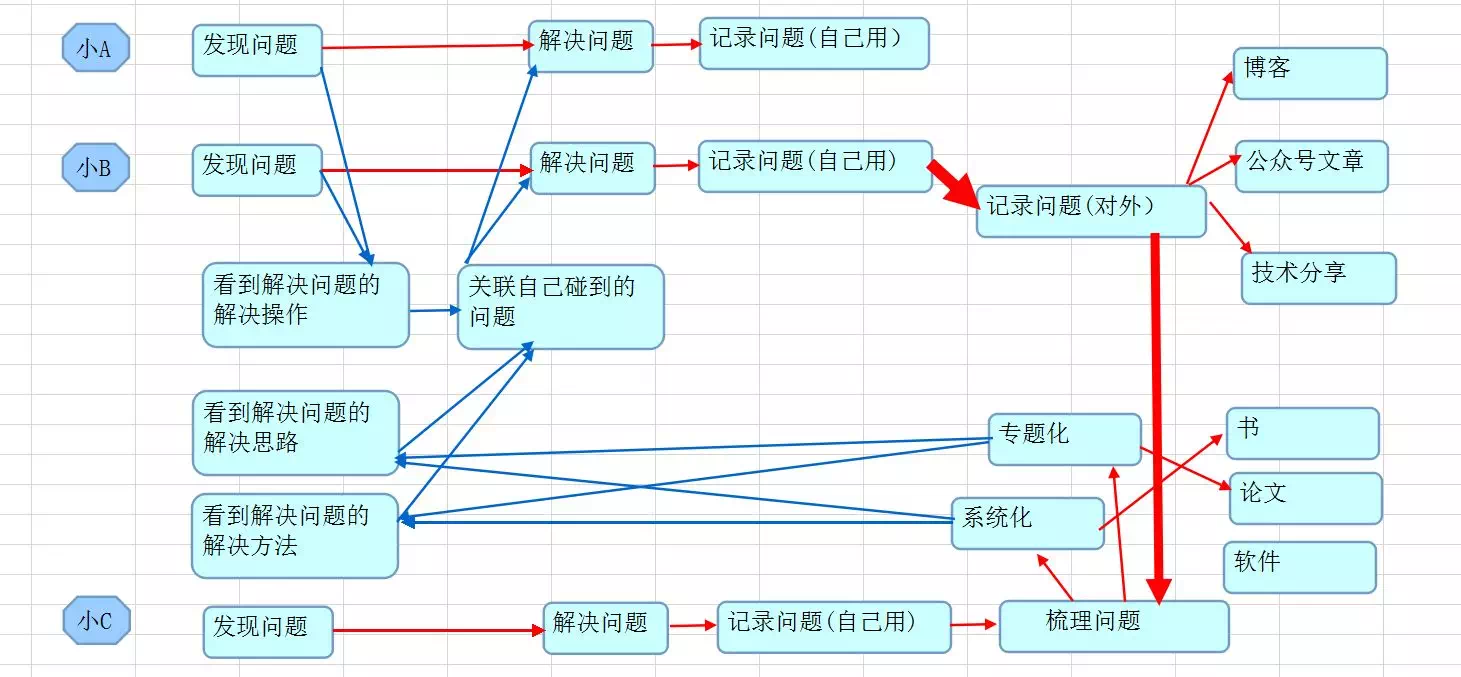 小A
发现问题
解决问题
记录问题(自己用）
博客
小B
发现问题
解决问题
记录问题(自己用)
公众号文章
记录问题(对外）
技术分享
看到解决问题的
解决操作
关联自己碰到的
问题
看到解决问题的
解决思路
专题化
书
论文
看到解决问题的
解决方法
系统化
软件
小C
发现问题
解决问题
记录问题(自己用)
梳理问题